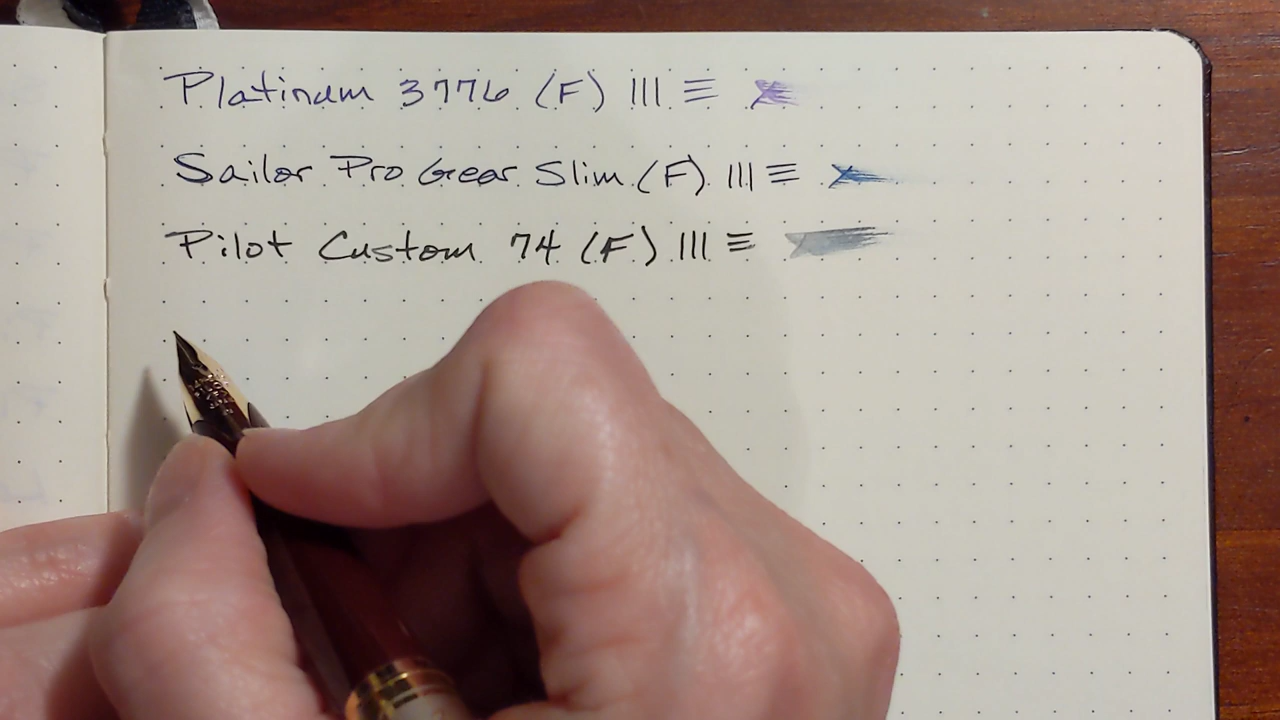 Platinum 3776 (F) ||| ≡
Sailor Pro Gear Slim (F) ||| ≡
Pilot Custom 74 (F) ||| ≡